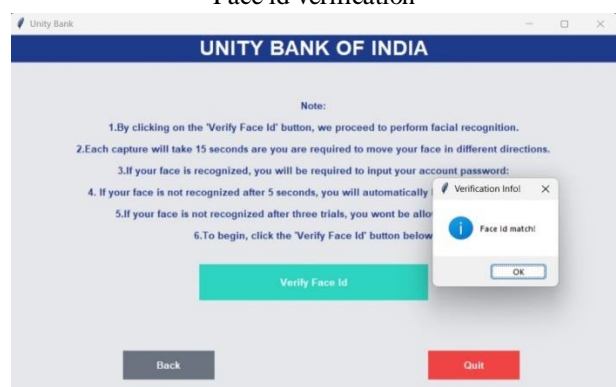 Face id verification
Unity Bank
UNITY BANK OF INDIA
Note:
1.By clicking on the 'Verify Face Id' button, we proceed to perform facial recognition.
2.Each capture will take 15 seconds are you are required to move your face in different directions.
3.If your face is recognized, you will be required to input your account password:
4. If your face is not recognized after 5 seconds, you will automatically
5.If your face is not recognized after three trials, you wont be allo
6.To begin, click the 'Verify Face Id' button below
Verification Info!
Face Id match!
OK
Verify Face Id
Back
Quit